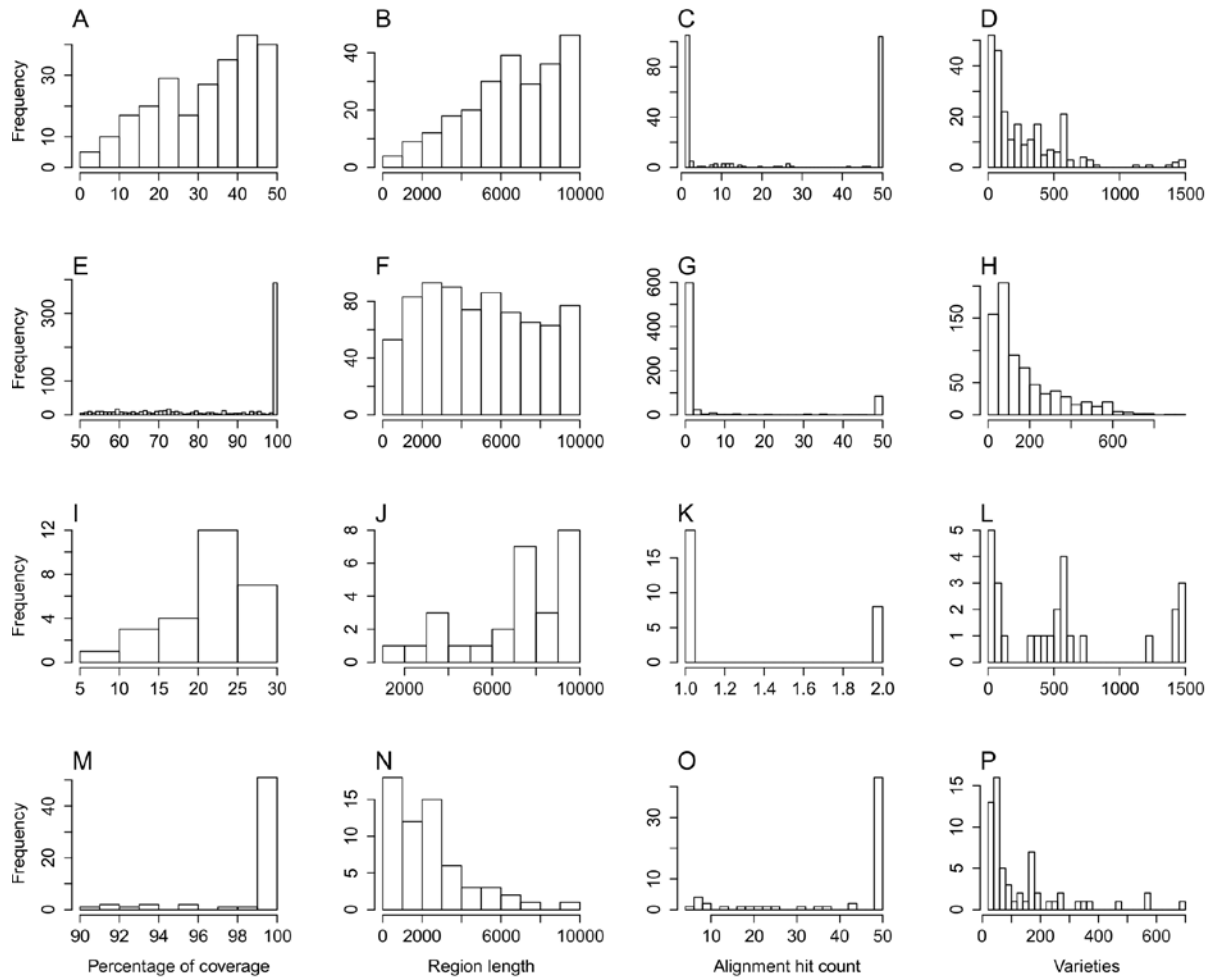 A B C D
Frequency
10 30
0 10 20 30 40 50
0 20 40
0 2000 6000 10000
0 40 80
0 10 20 30 40 50
0 20 40
0 500 1000 1500
E F G H
Frequency
0 100 300
50 60 70 80 90 100
0 40 80
0 2000 6000 10000
0 200 400 600
0 10 20 30 40 50
0 50 150
0 200 600
I J K L
Frequency
0 4 8 12
5 10 15 20 25 30
0 2 4 6 8
2000 6000 10000
0 5 10 15
1.0 1.2 1.4 1.6 1.8 2.0
0 1 2 3 4 5
0 500 1000 1500
M N O P
Frequency
0 20 40
90 92 94 96 98 100
0 5 10 15
0 2000 6000 10000
0 10 30
10 20 30 40 50
0 5 10 15
0 200 400 600
Percentage of coverage Region length Alignment hit count Varieties